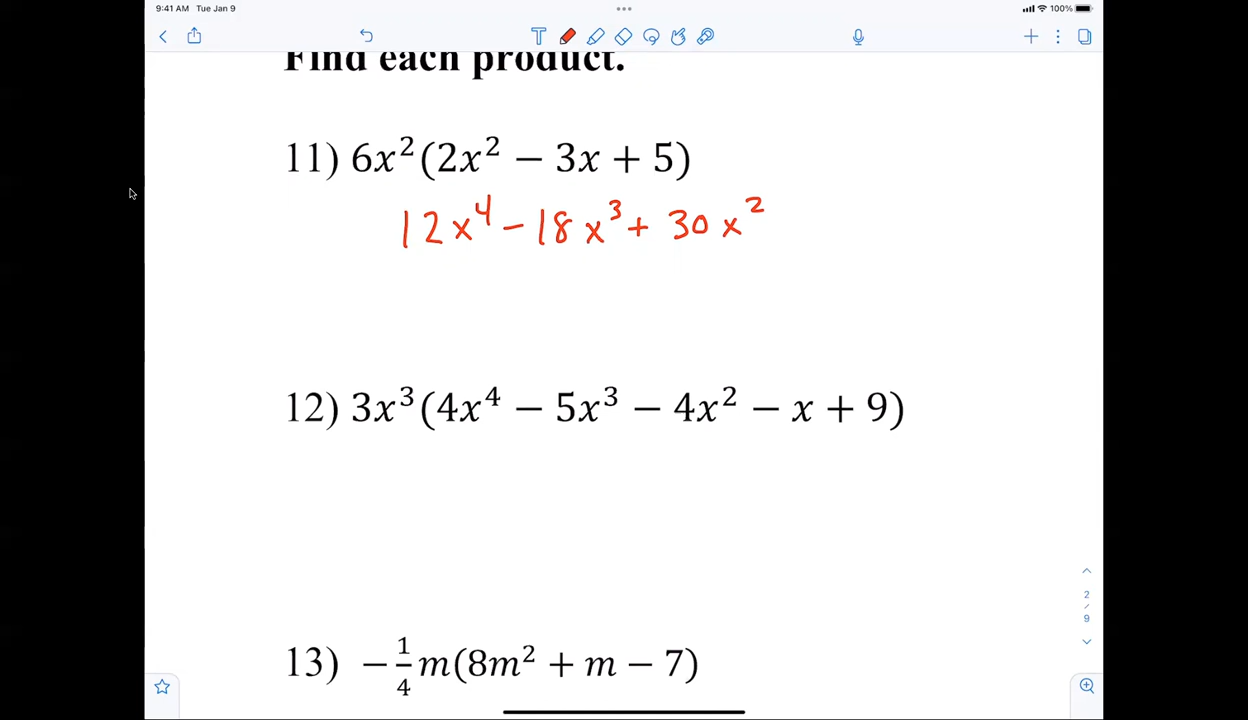 9:41 AM Tue Jan 9
100%
Find each product.
11) 6x²(2x² − 3x + 5)
12x⁴ − 18x³ + 30x²
12) 3x³(4x⁴ − 5x³ − 4x² − x + 9)
2
/
9
13) −¼m(8m² + m − 7)